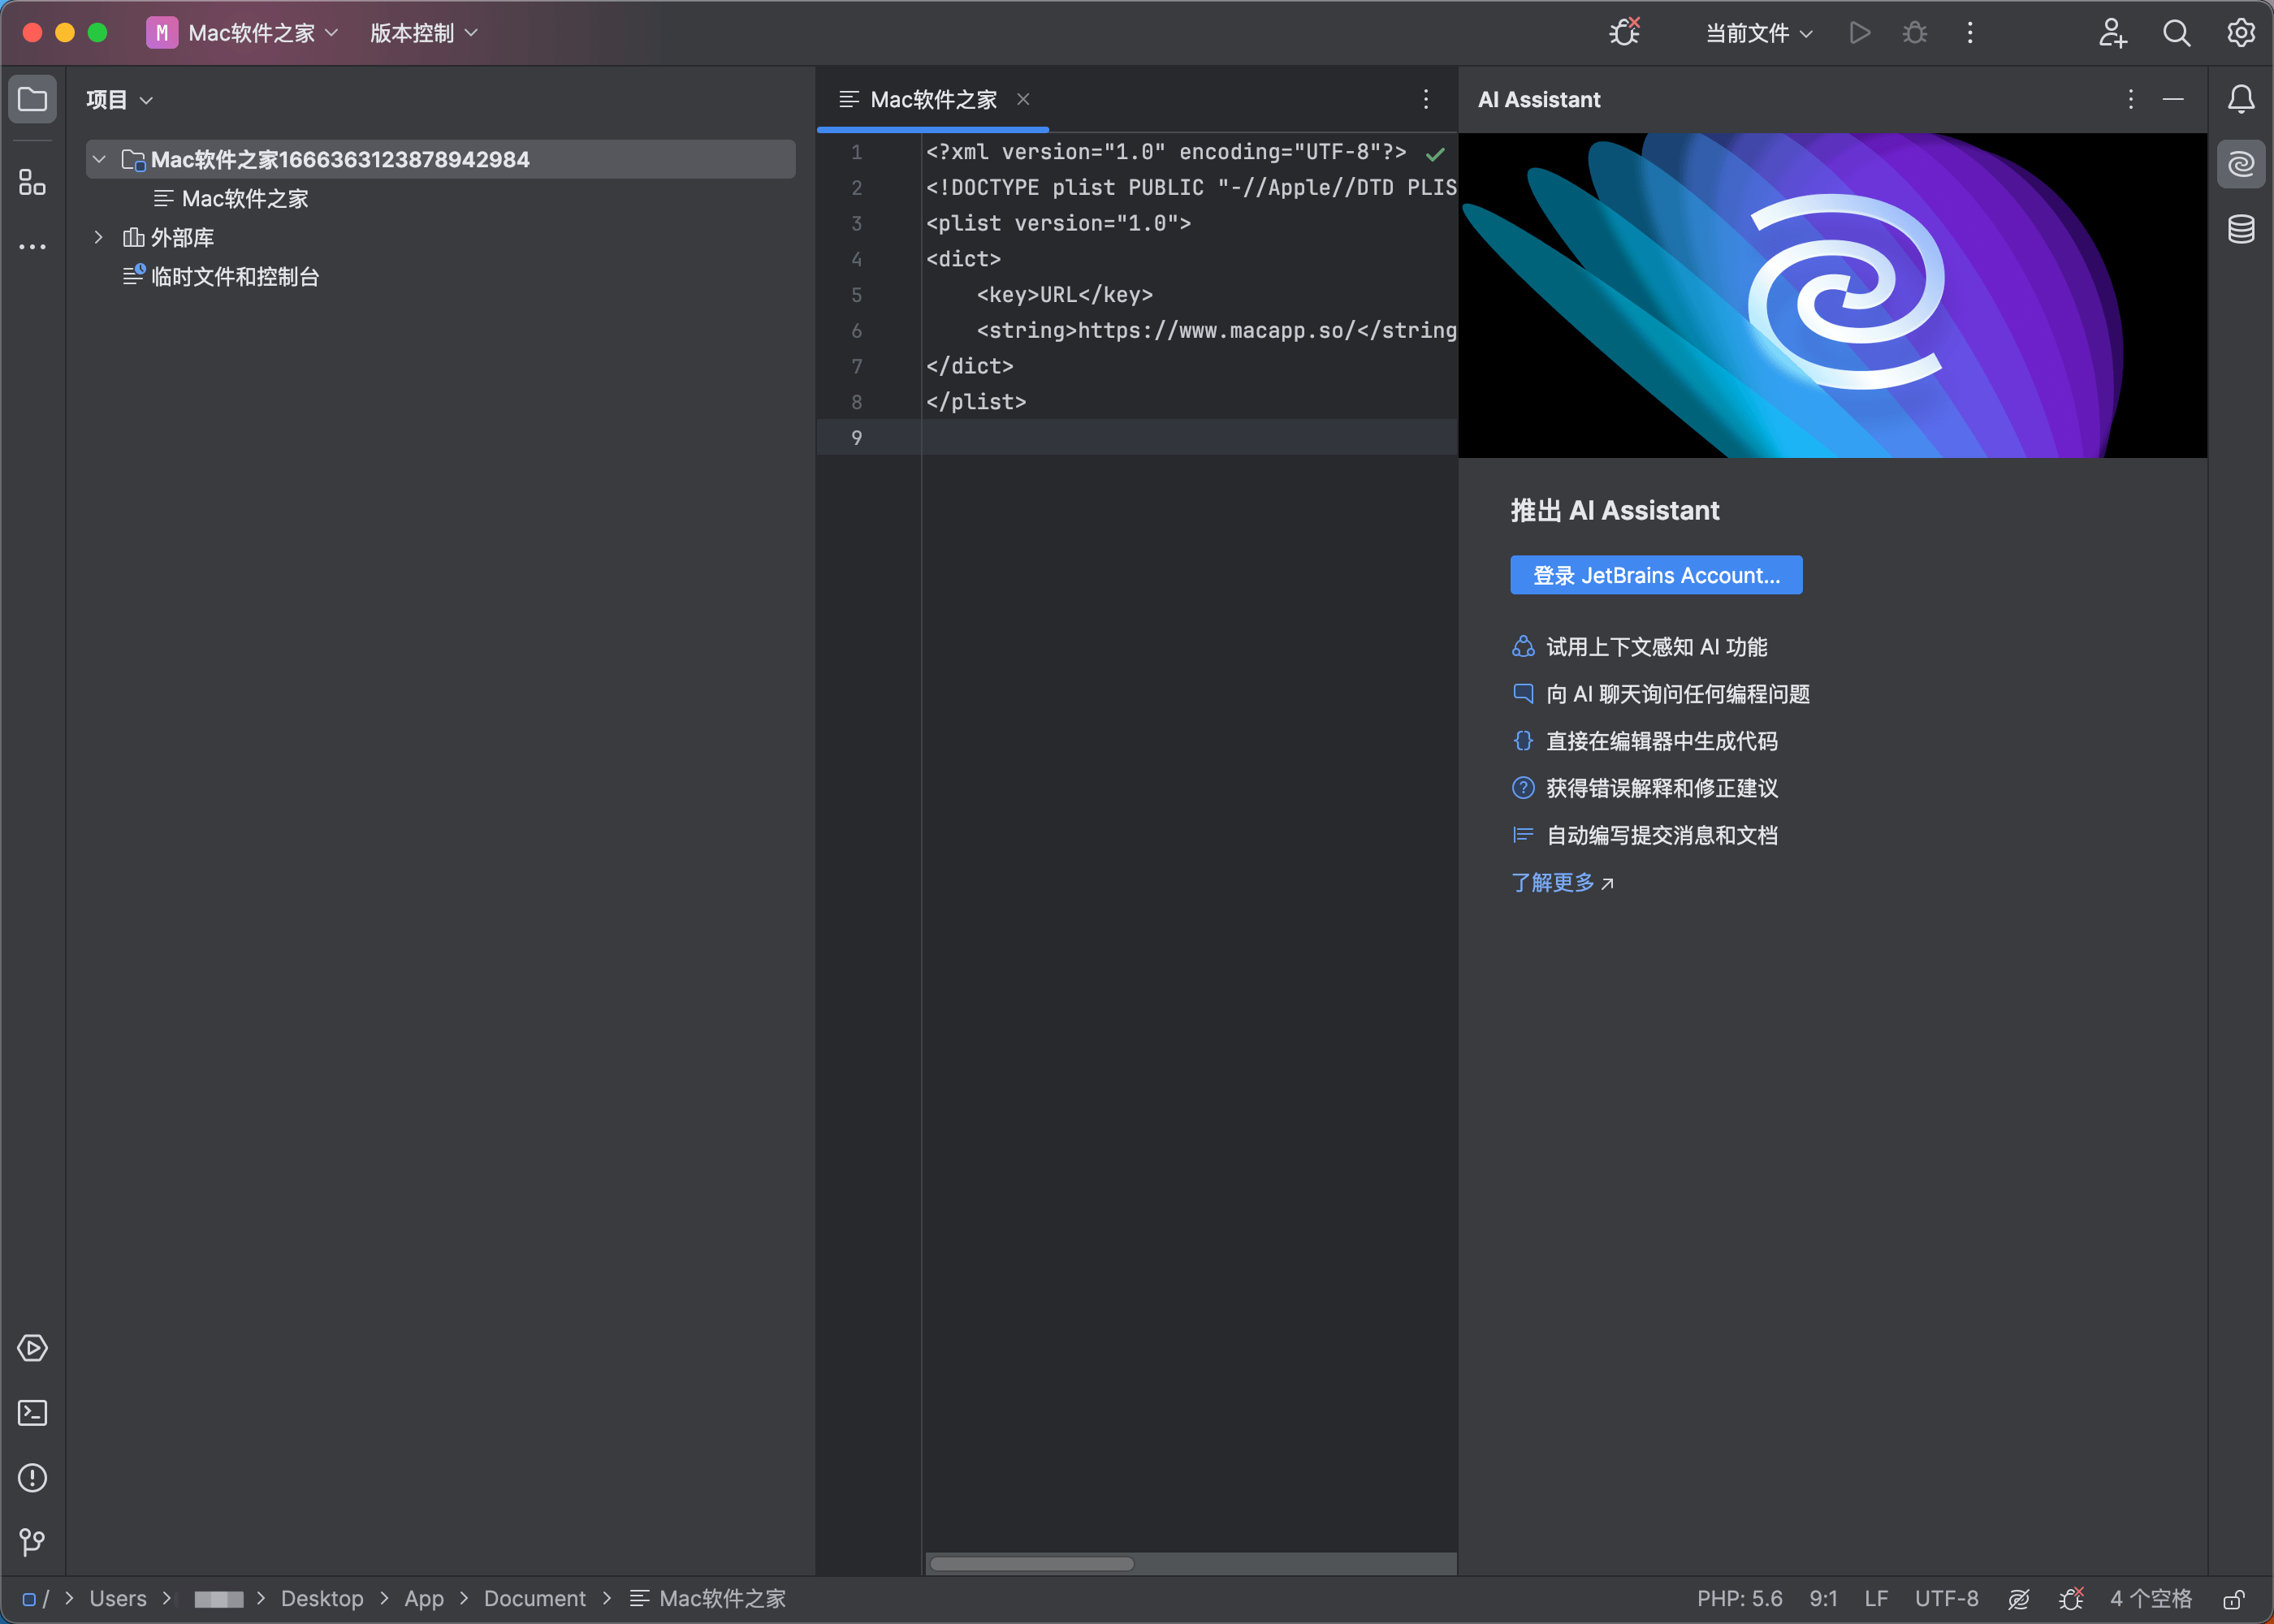 M Mac软件之家 版本控制 当前文件
项目
Mac软件之家1666363123878942984
Mac软件之家
外部库
临时文件和控制台
Mac软件之家
1 <?xml version="1.0" encoding="UTF-8"?>
2 <!DOCTYPE plist PUBLIC "-//Apple//DTD PLIS
3 <plist version="1.0">
4 <dict>
5 <key>URL</key>
6 <string>https://www.macapp.so/</string
7 </dict>
8 </plist>
9
AI Assistant
推出 AI Assistant
登录 JetBrains Account...
试用上下文感知 AI 功能
向 AI 聊天询问任何编程问题
直接在编辑器中生成代码
获得错误解释和修正建议
自动编写提交消息和文档
了解更多
/ Users Desktop App Document Mac软件之家 PHP: 5.6 9:1 LF UTF-8 4 个空格